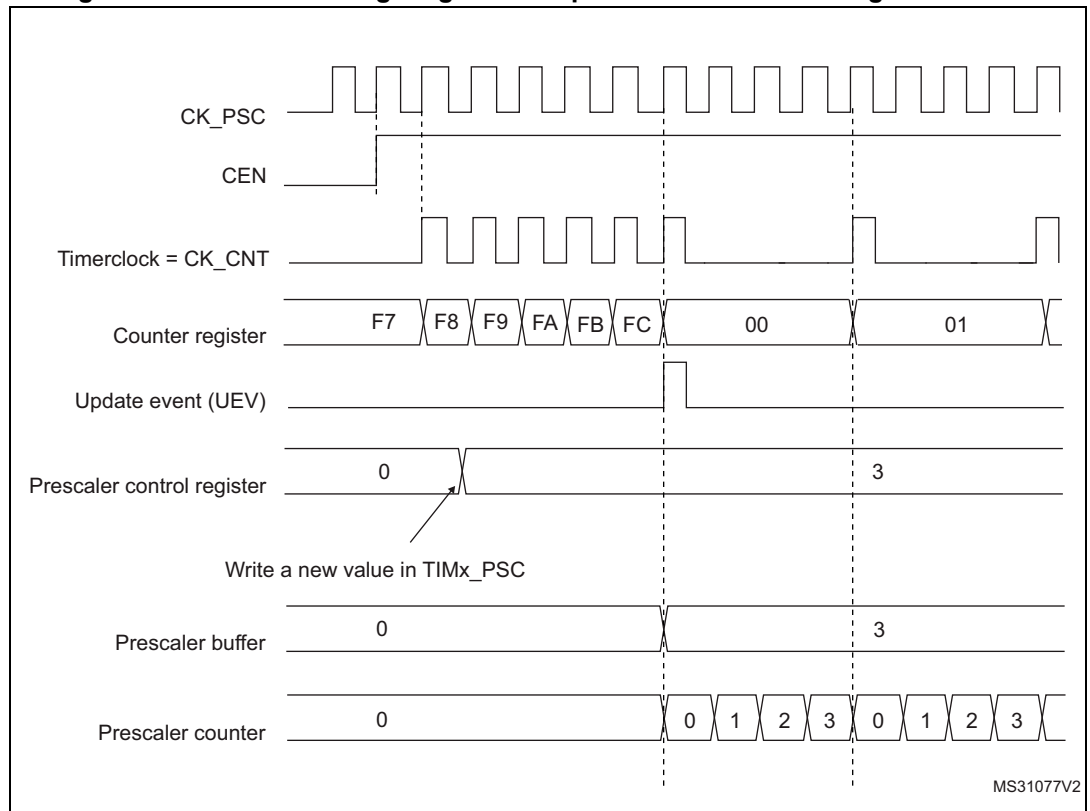 CK_PSC
CEN
Timerclock = CK_CNT
Counter register
F7 F8 F9 FA FB FC 00 01
Update event (UEV)
Prescaler control register
0 3
Write a new value in TIMx_PSC
Prescaler buffer
0 3
Prescaler counter
0 0 1 2 3 0 1 2 3
MS31077V2